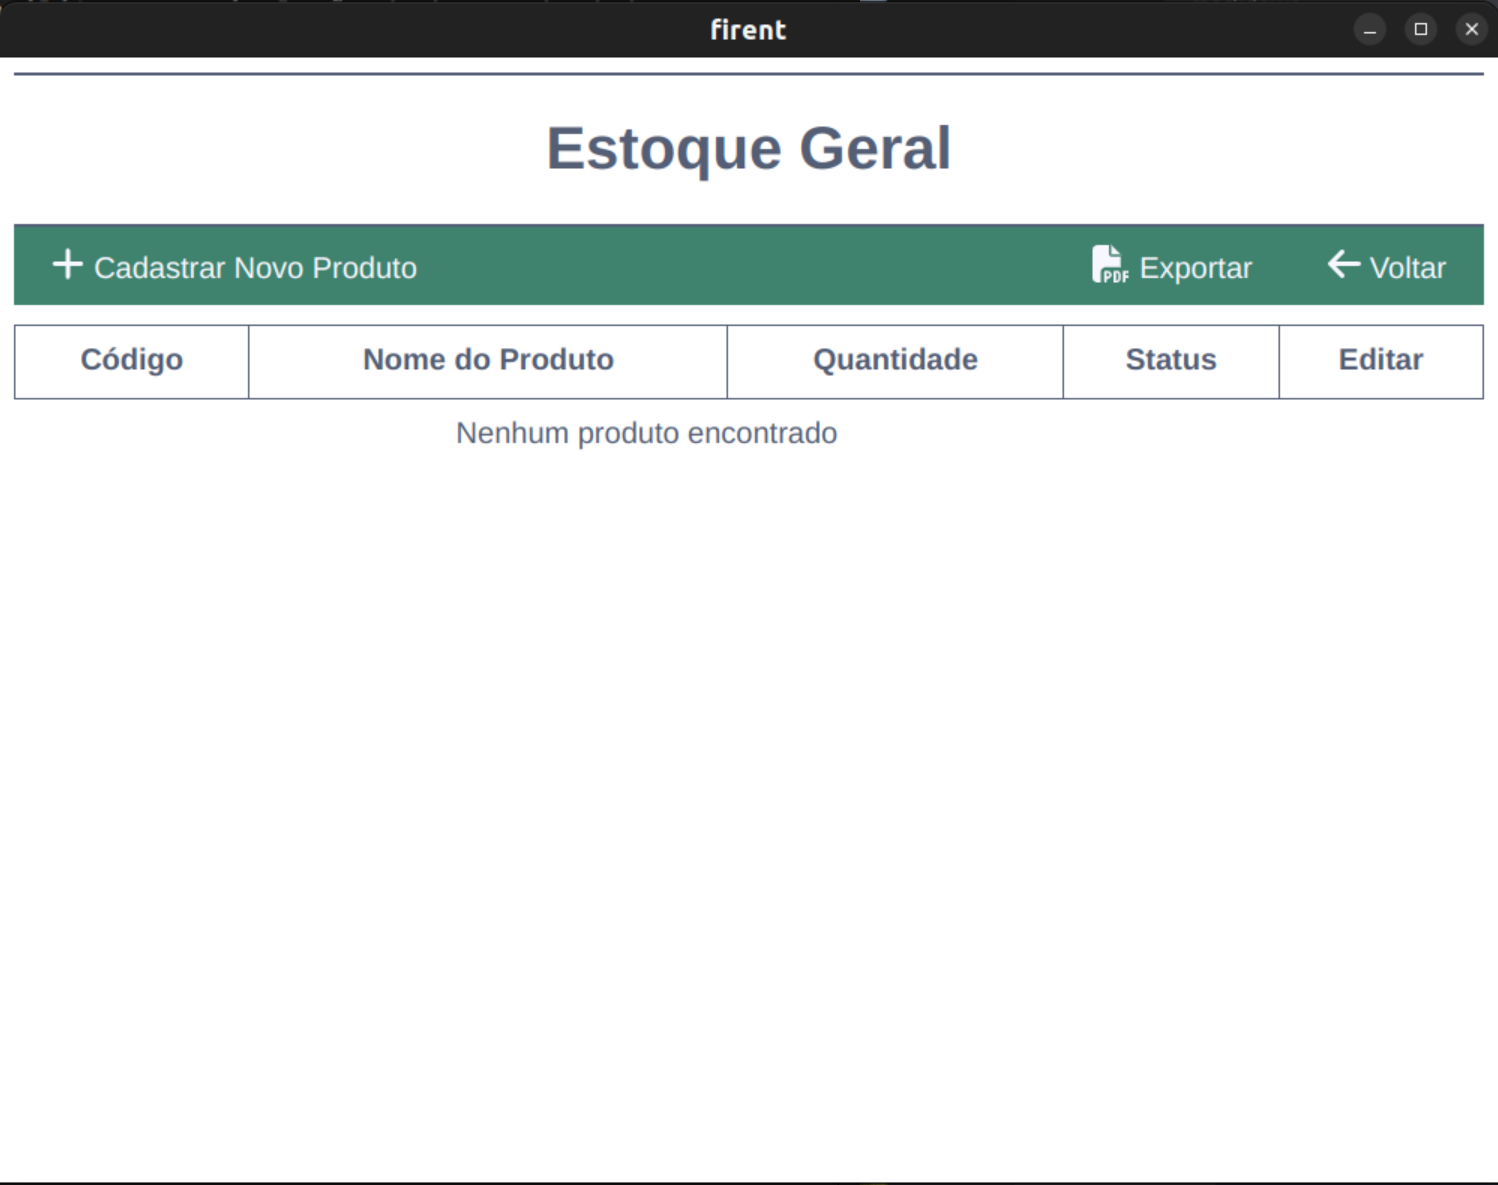 firent
Estoque Geral
Cadastrar Novo Produto PDF Exportar Voltar
Código Nome do Produto Quantidade Status Editar
Nenhum produto encontrado